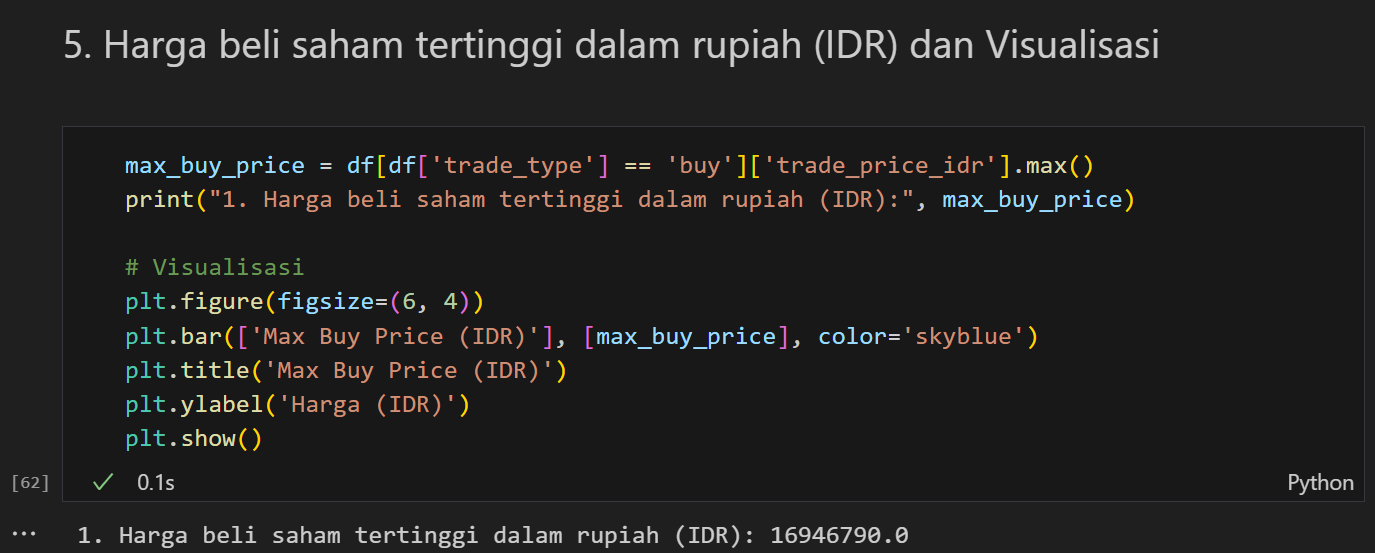 5. Harga beli saham tertinggi dalam rupiah (IDR) dan Visualisasi
max_buy_price = df[df['trade_type'] == 'buy']['trade_price_idr'].max()
print("1. Harga beli saham tertinggi dalam rupiah (IDR):", max_buy_price)
# Visualisasi
plt.figure(figsize=(6, 4))
plt.bar(['Max Buy Price (IDR)'], [max_buy_price], color='skyblue')
plt.title('Max Buy Price (IDR)')
plt.ylabel('Harga (IDR)')
plt.show()
[62] ✓ 0.1s Python
... 1. Harga beli saham tertinggi dalam rupiah (IDR): 16946790.0